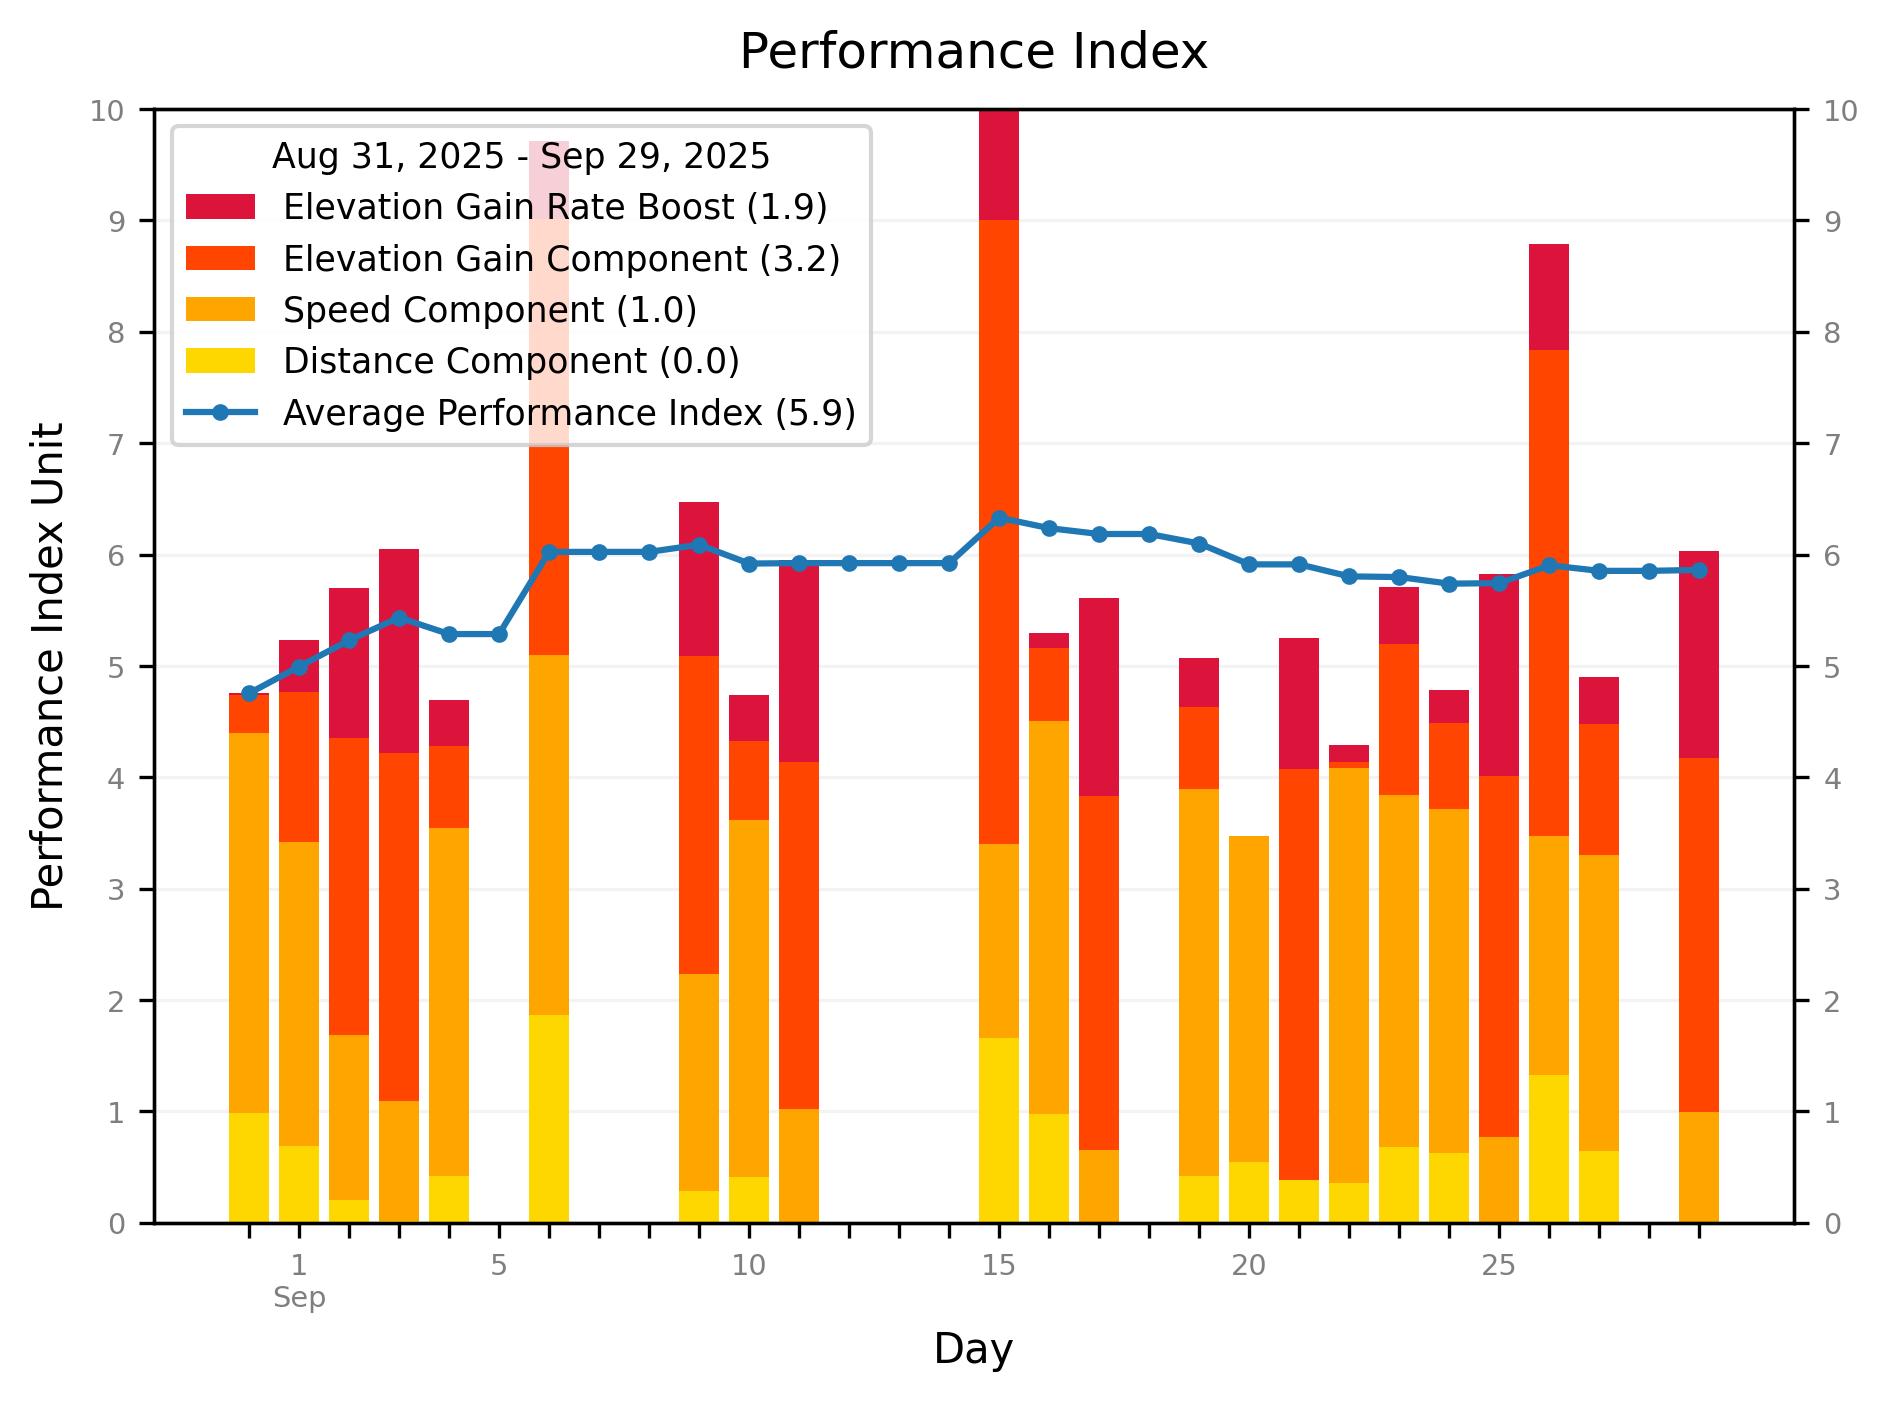 Performance Index
Aug 31, 2025 - Sep 29, 2025
Elevation Gain Rate Boost (1.9)
Elevation Gain Component (3.2)
Speed Component (1.0)
Distance Component (0.0)
Average Performance Index (5.9)
Performance Index Unit
10
9
8
7
6
5
4
3
2
1
0
10
9
8
7
6
5
4
3
2
1
0
1 5 10 15 20 25
Sep
Day